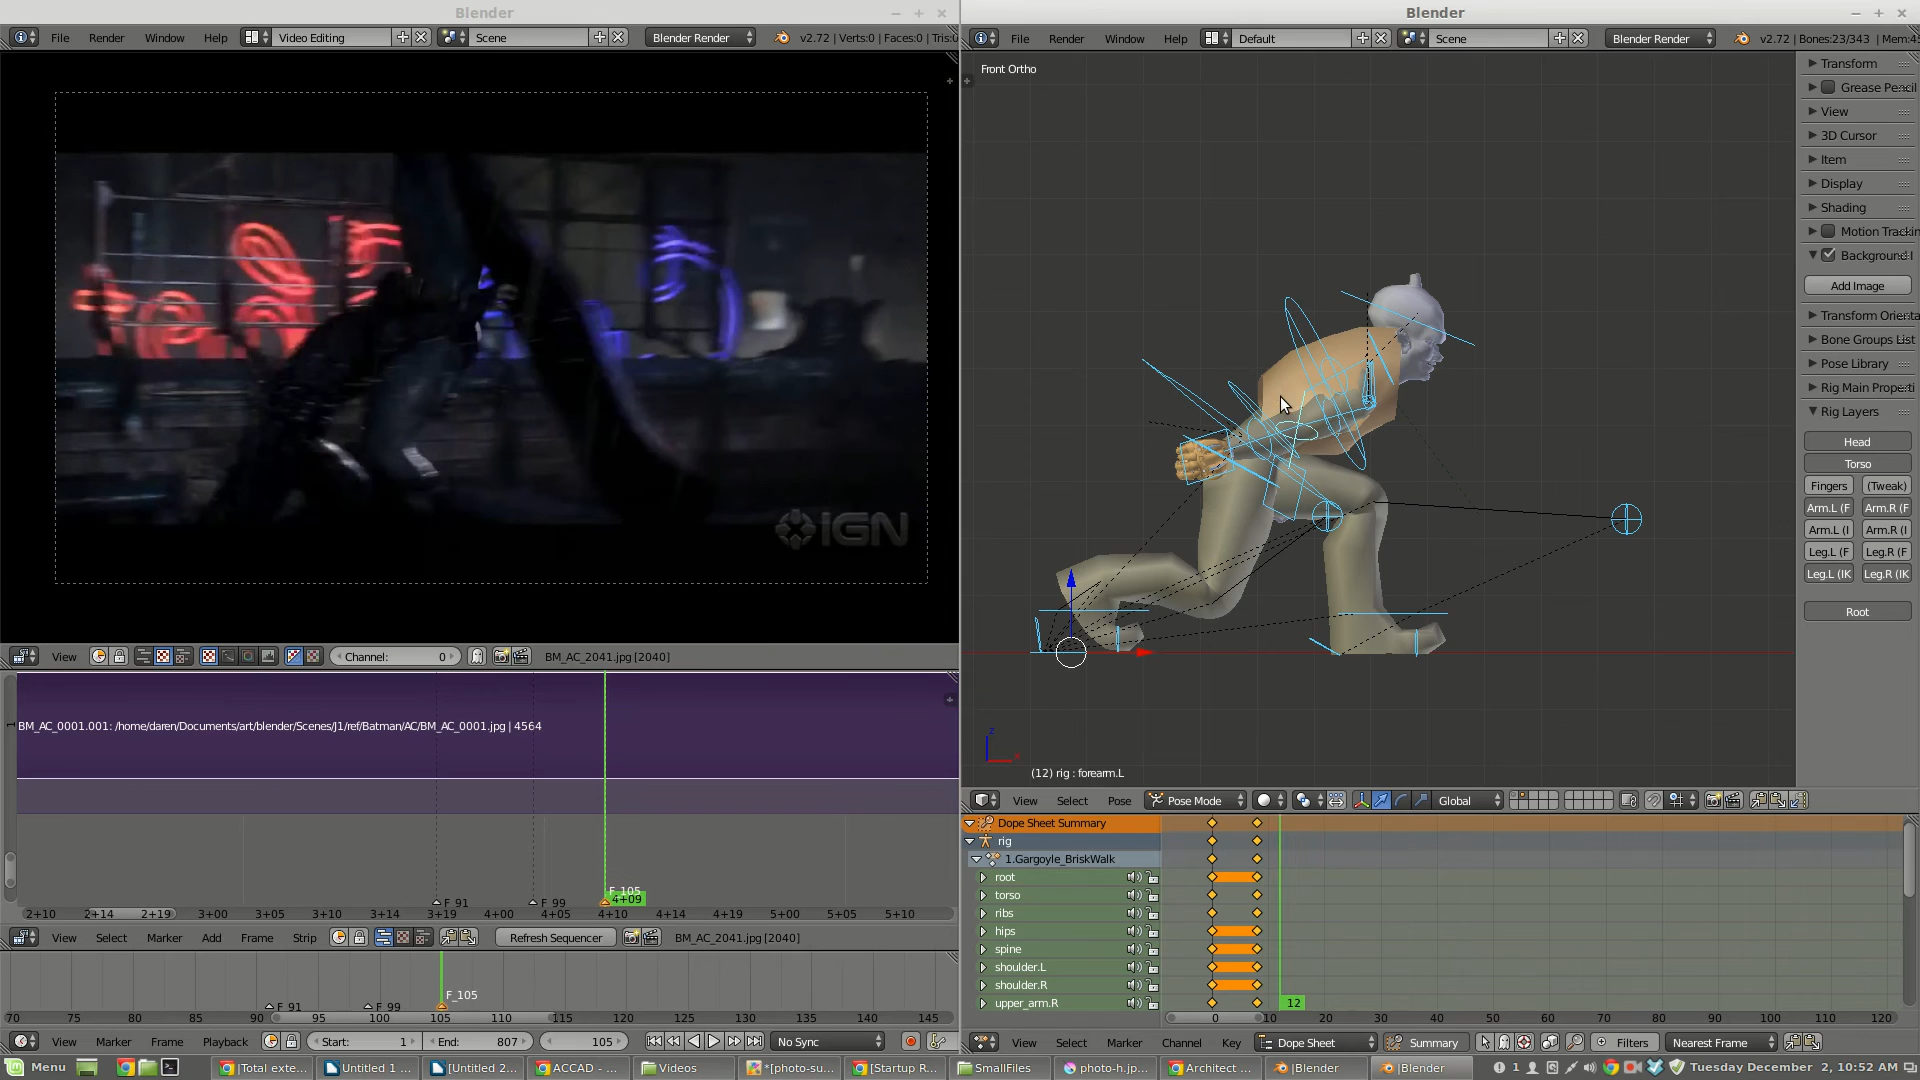 Blender
File Render Window Help Video Editing Scene Blender Render v2.72 | Verts:0 | Faces:0 | Tris:0
IGN
View Channel: 0 BM_AC_2041.jpg [2040]
BM_AC_0001.001: /home/daren/Documents/art/blender/Scenes/J1/ref/Batman/AC/BM_AC_0001.jpg | 4564
F_105
4+09
F_91 F_99
2+10 2+14 2+19 3+00 3+05 3+10 3+14 3+19 4+00 4+05 4+10 4+14 4+19 5+00 5+05 5+10
View Select Marker Add Frame Strip Refresh Sequencer BM_AC_2041.jpg [2040]
F_105
F_91 F_99
70 75 80 85 90 95 100 105 110 115 120 125 130 135 140 145
View Marker Frame Playback Start: 1 End: 807 105 No Sync
Blender
File Render Window Help Default Scene Blender Render v2.72 | Bones:23/343 | Mem:4
Front Ortho
Transform
Grease Pencil
View
3D Cursor
Item
Display
Shading
Motion Trackin
Background I
Add Image
Transform Orienta
Bone Groups List
Pose Library
Rig Main Properti
Rig Layers
Head
Torso
Fingers (Tweak)
Arm.L (F Arm.R (F
Arm.L (I Arm.R (I
Leg.L (F Leg.R (F
Leg.L (IK Leg.R (IK
Root
z
x
(12) rig : forearm.L
View Select Pose Pose Mode Global
Dope Sheet Summary
rig
1.Gargoyle_BriskWalk
root
torso
ribs
hips
spine
shoulder.L
shoulder.R
upper_arm.R
12
0 10 20 30 40 50 60 70 80 90 100 110 120
View Select Marker Channel Key Dope Sheet Summary Filters Nearest Frame
Menu |Total exte... Untitled 1 ... [Untitled 2... ACCAD - ... Videos *[photo-su... [Startup R... SmallFiles photo-h.jp... Architect ... |Blender |Blender 1 Tuesday December 2, 10:52 AM